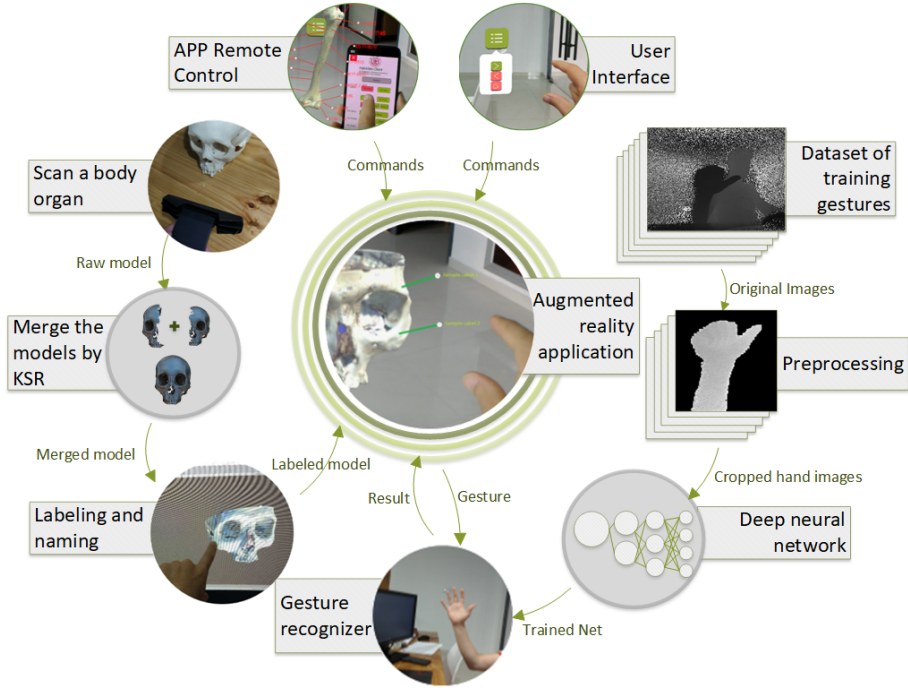 APP Remote
Control
User
Interface
Commands
Commands
Scan a body
organ
Dataset of
training
gestures
Raw model
Original Images
Merge the
models by
KSR
Augmented
reality
application
Preprocessing
Merged model
Labeled model
Cropped hand images
Labeling and
naming
Result
Gesture
Deep neural
network
Gesture
recognizer
Trained Net